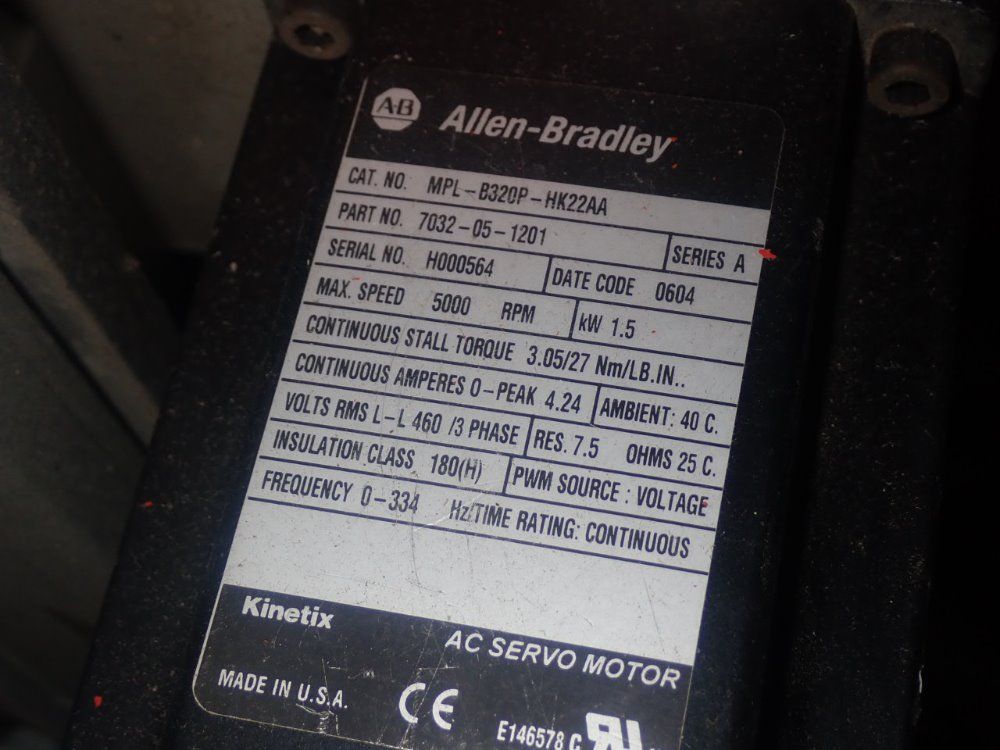 A-B Allen-Bradley
CAT. NO. MPL-B320P-HK22AA
PART NO. 7032-05-1201 SERIES A
SERIAL NO. H000564 DATE CODE 0604
MAX. SPEED 5000 RPM kW 1.5
CONTINUOUS STALL TORQUE 3.05/27 Nm/LB.IN..
CONTINUOUS AMPERES 0-PEAK 4.24 AMBIENT: 40 C.
VOLTS RMS L-L 460 /3 PHASE RES. 7.5 OHMS 25 C.
INSULATION CLASS 180(H) PWM SOURCE : VOLTAGE
FREQUENCY 0-334 Hz/TIME RATING: CONTINUOUS
Kinetix AC SERVO MOTOR
MADE IN U.S.A. CE E146578 C RU